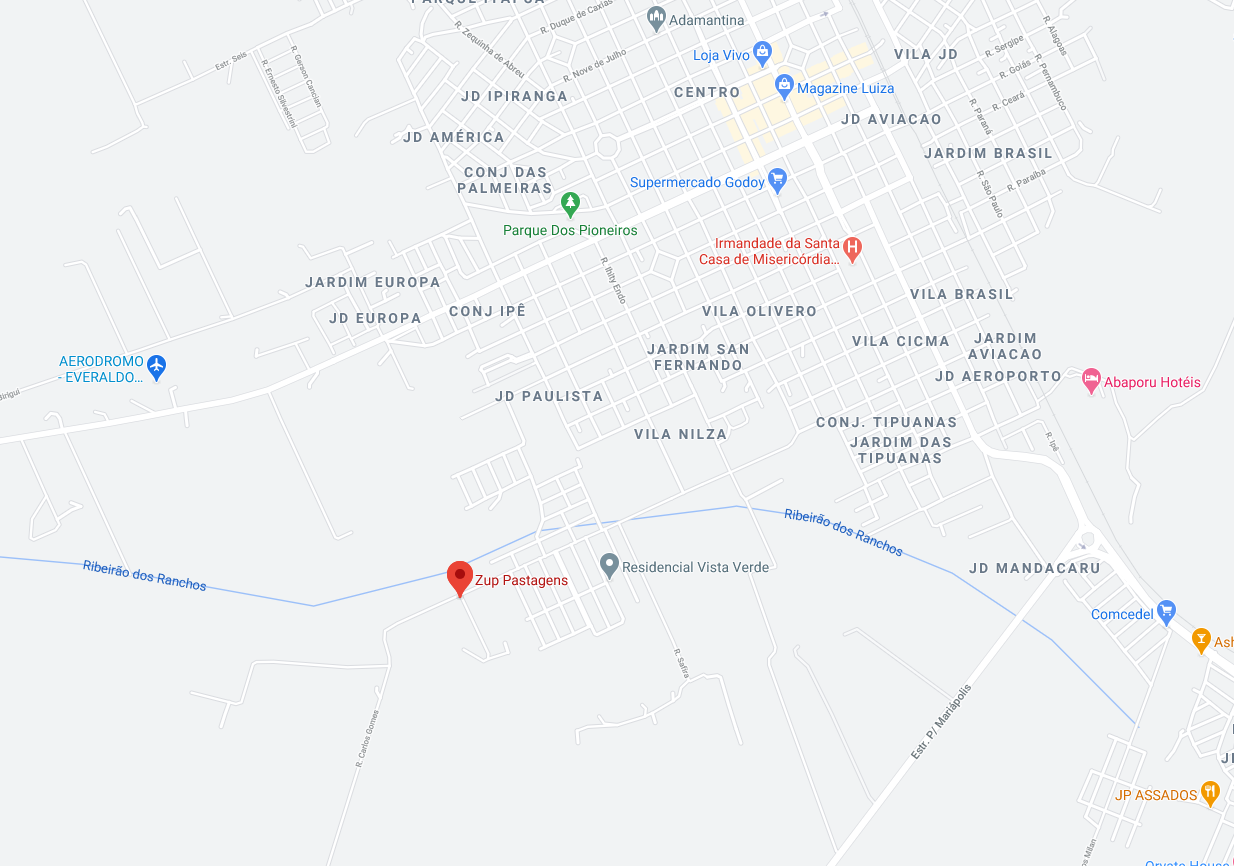 PARQUE ITAPUÃ
R. Duque de Caxias
Adamantina
R. Zequinha de Abreu
Estr. Seis
R. Gerson Cancian
R. Ernesto Silvestrini
R. Nove de Julho
Loja Vivo
VILA JD
R. Sergipe
R. Alagoas
R. Goiás
R. Pernambuco
JD IPIRANGA
CENTRO
Magazine Luiza
R. Ceará
R. Paraná
JD AVIACAO
JD AMÉRICA
JARDIM BRASIL
CONJ DAS
PALMEIRAS
Supermercado Godoy
R. São Paulo
R. Paraíba
Parque Dos Pioneiros
Irmandade da Santa
Casa de Misericórdia...
R. Ihity Endo
JARDIM EUROPA
VILA BRASIL
JD EUROPA
CONJ IPÊ
VILA OLIVERO
VILA CICMA
JARDIM
AVIACAO
JARDIM SAN
FERNANDO
AERODROMO
- EVERALDO...
JD AEROPORTO
Abaporu Hotéis
JD PAULISTA
VILA NILZA
CONJ. TIPUANAS
JARDIM DAS
TIPUANAS
R. Ipê
Ribeirão dos Ranchos
Ribeirão dos Ranchos
Zup Pastagens
Residencial Vista Verde
JD MANDACARU
Comcedel
Ash
R. Safira
R. Carlos Gomes
Estr. P/ Mariápolis
JP ASSADOS